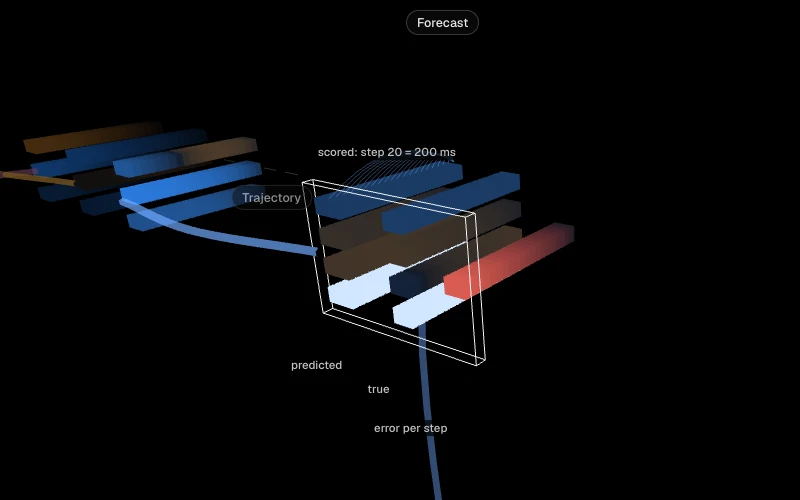 Forecast
scored: step 20 = 200 ms
Trajectory
predicted
true
error per step